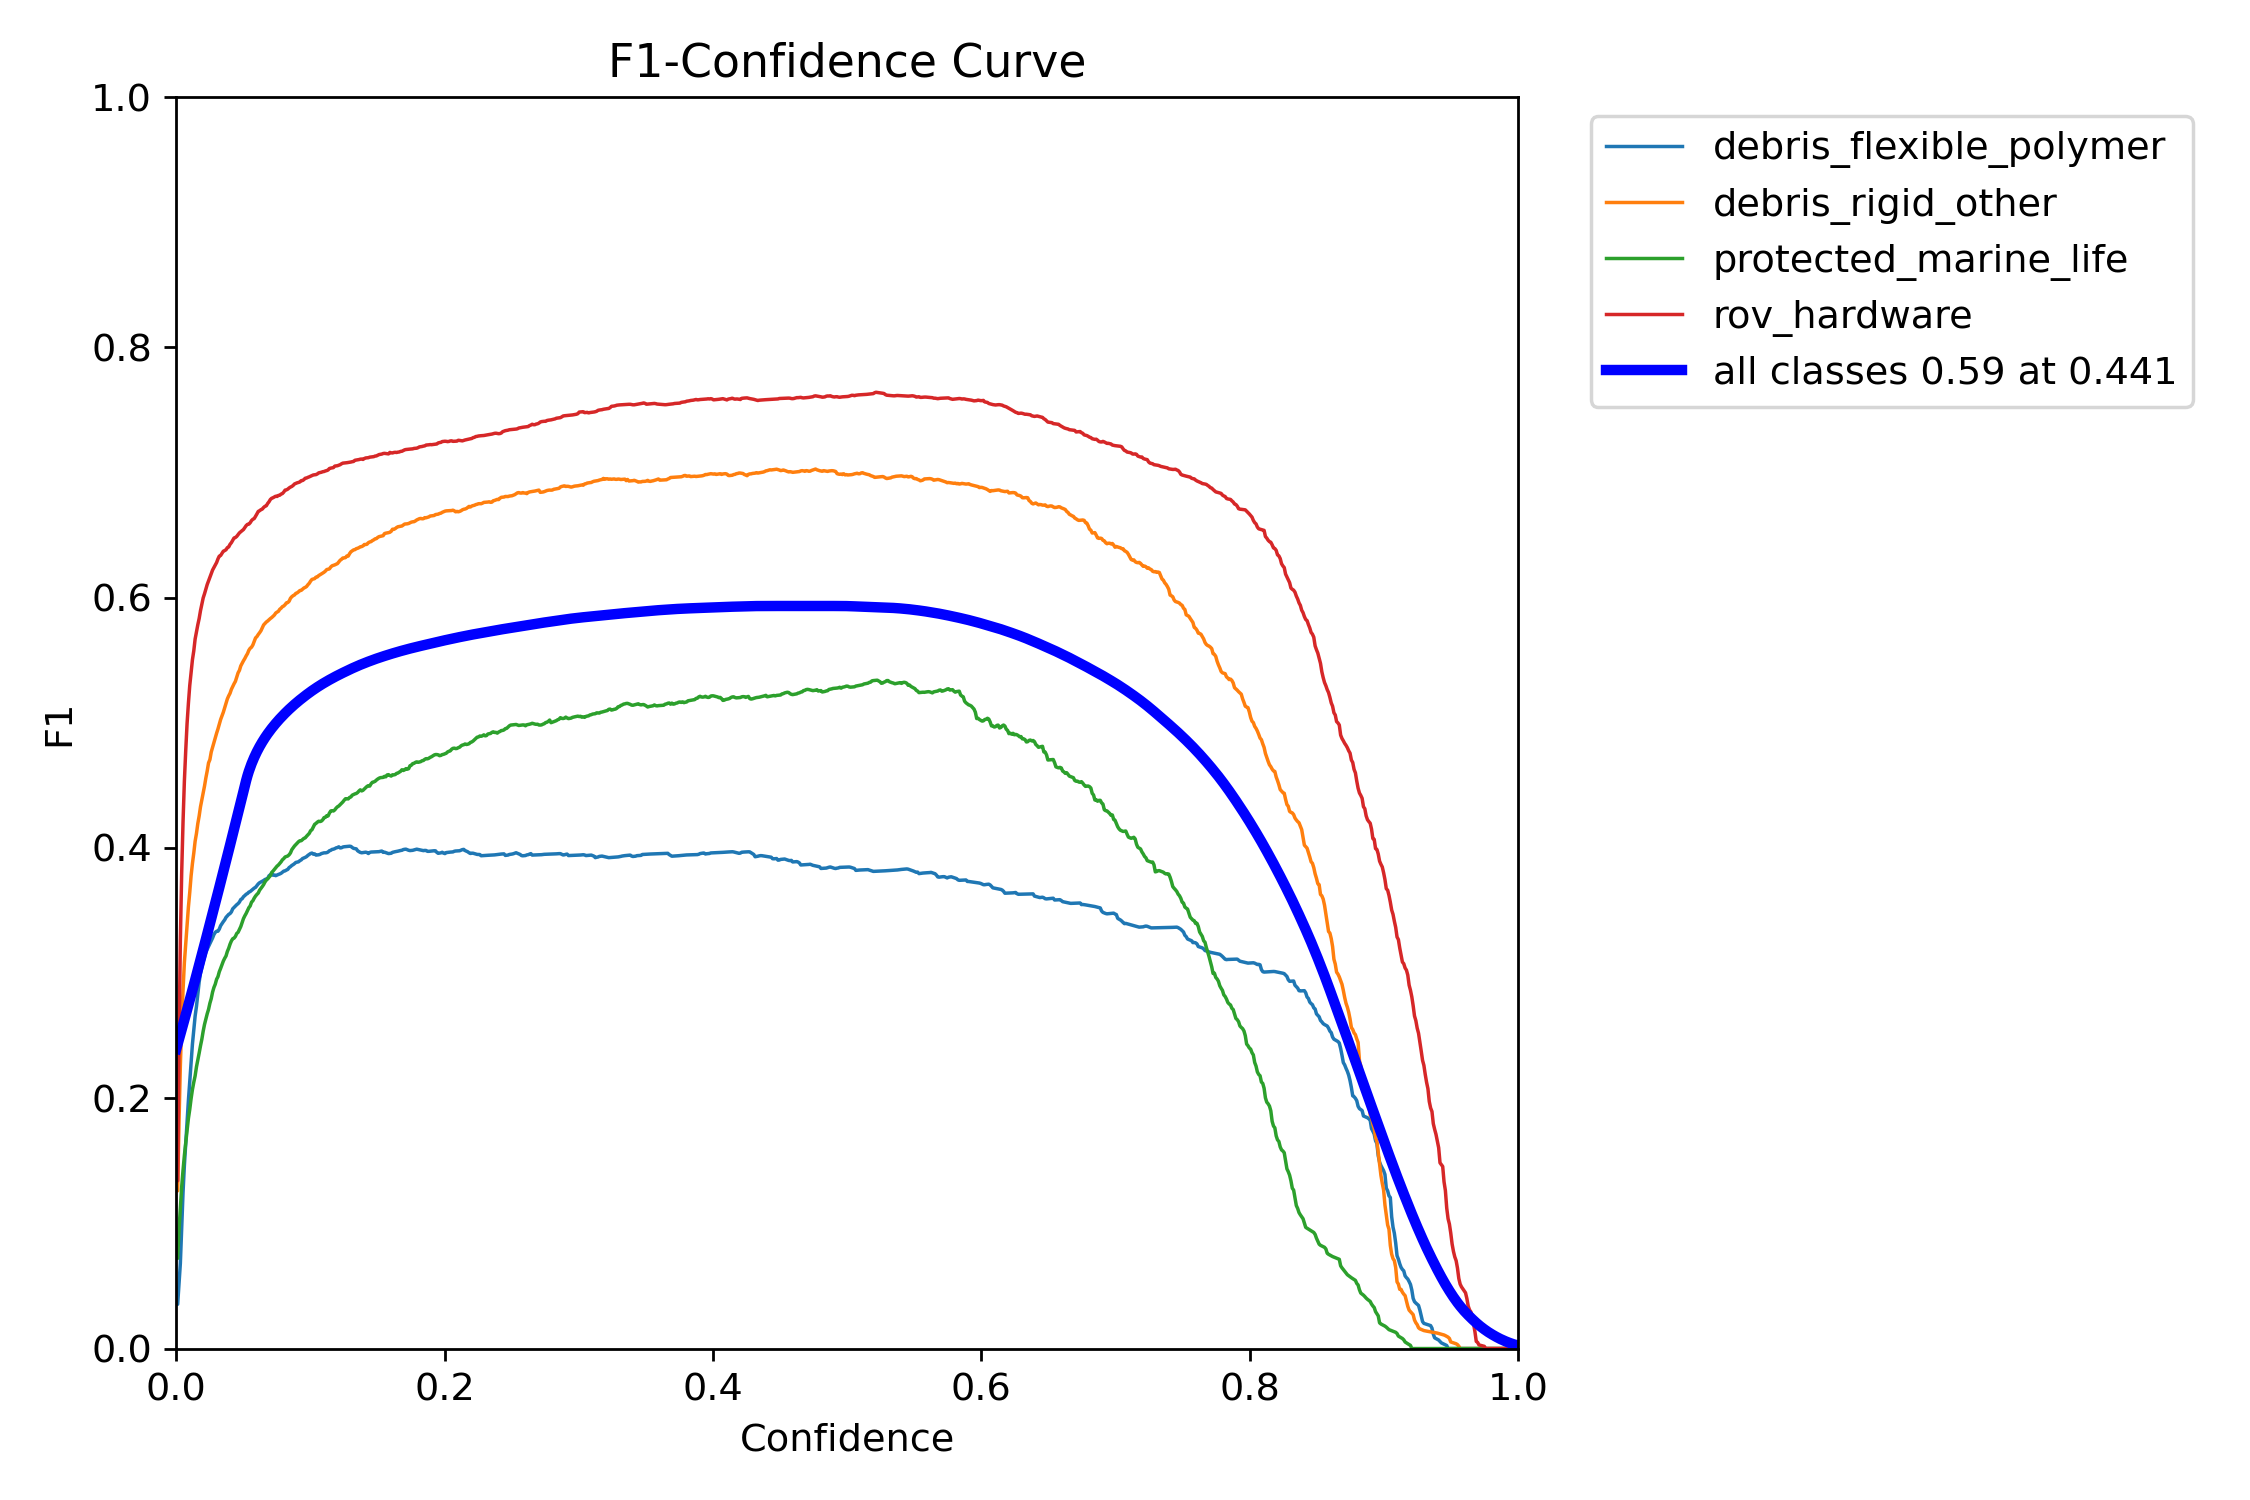 F1-Confidence Curve
1.0
0.8
0.6
0.4
0.2
0.0
F1
0.0 0.2 0.4 0.6 0.8 1.0
Confidence
debris_flexible_polymer
debris_rigid_other
protected_marine_life
rov_hardware
all classes 0.59 at 0.441